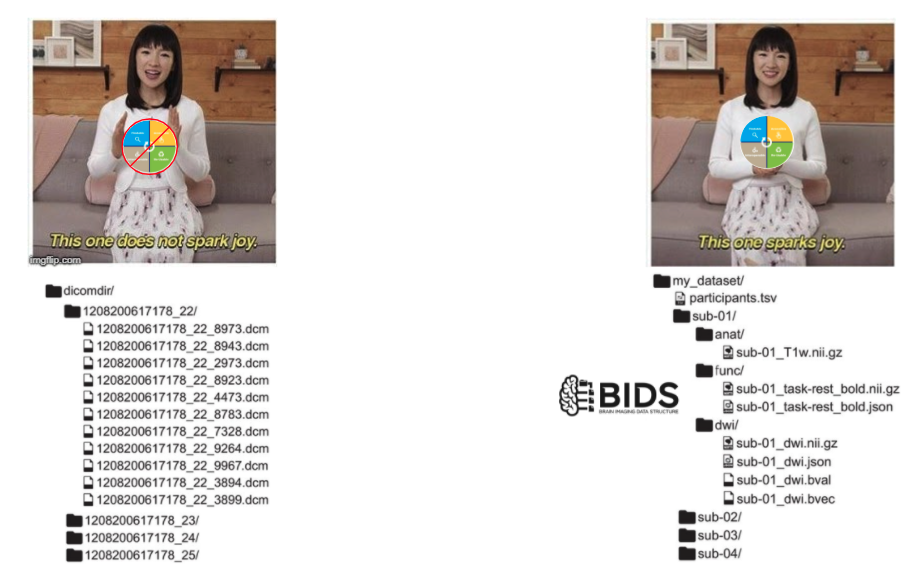 This one does not spark joy.
imgflip.com
dicomdir/
1208200617178_22/
1208200617178_22_8973.dcm
1208200617178_22_8943.dcm
1208200617178_22_2973.dcm
1208200617178_22_8923.dcm
1208200617178_22_4473.dcm
1208200617178_22_8783.dcm
1208200617178_22_7328.dcm
1208200617178_22_9264.dcm
1208200617178_22_9967.dcm
1208200617178_22_3894.dcm
1208200617178_22_3899.dcm
1208200617178_23/
1208200617178_24/
1208200617178_25/
BIDS
BRAIN IMAGING DATA STRUCTURE
This one sparks joy.
my_dataset/
participants.tsv
sub-01/
anat/
sub-01_T1w.nii.gz
func/
sub-01_task-rest_bold.nii.gz
sub-01_task-rest_bold.json
dwi/
sub-01_dwi.nii.gz
sub-01_dwi.json
sub-01_dwi.bval
sub-01_dwi.bvec
sub-02/
sub-03/
sub-04/